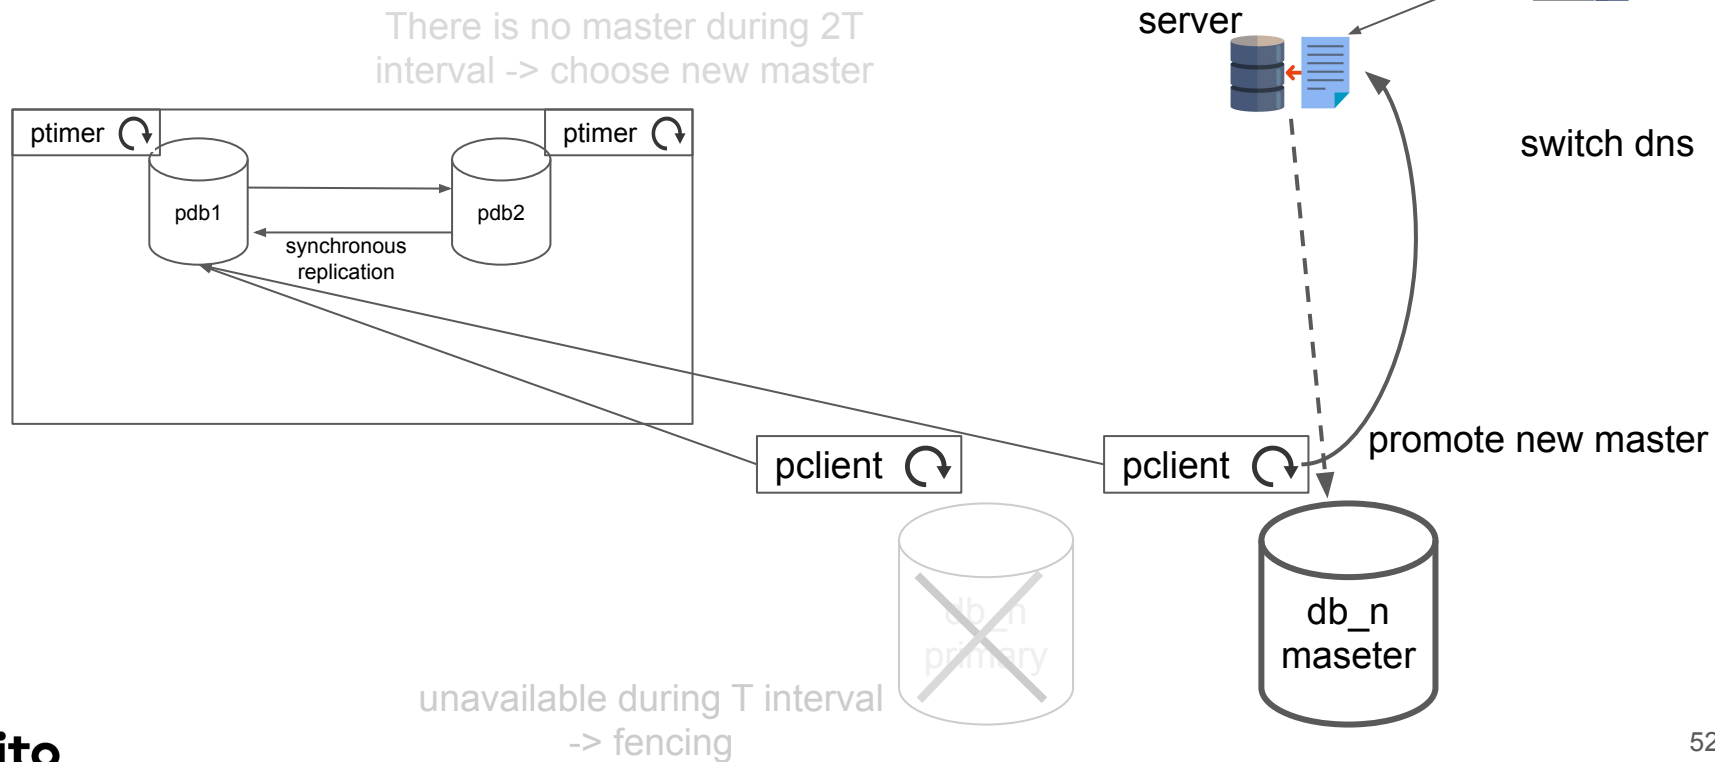 There is no master during 2T
interval -> choose new master
server
switch dns
ptimer
ptimer
pdb1
pdb2
synchronous
replication
promote new master
pclient
pclient
db_n
primary
db_n
maseter
unavailable during T interval
-> fencing
ito
52